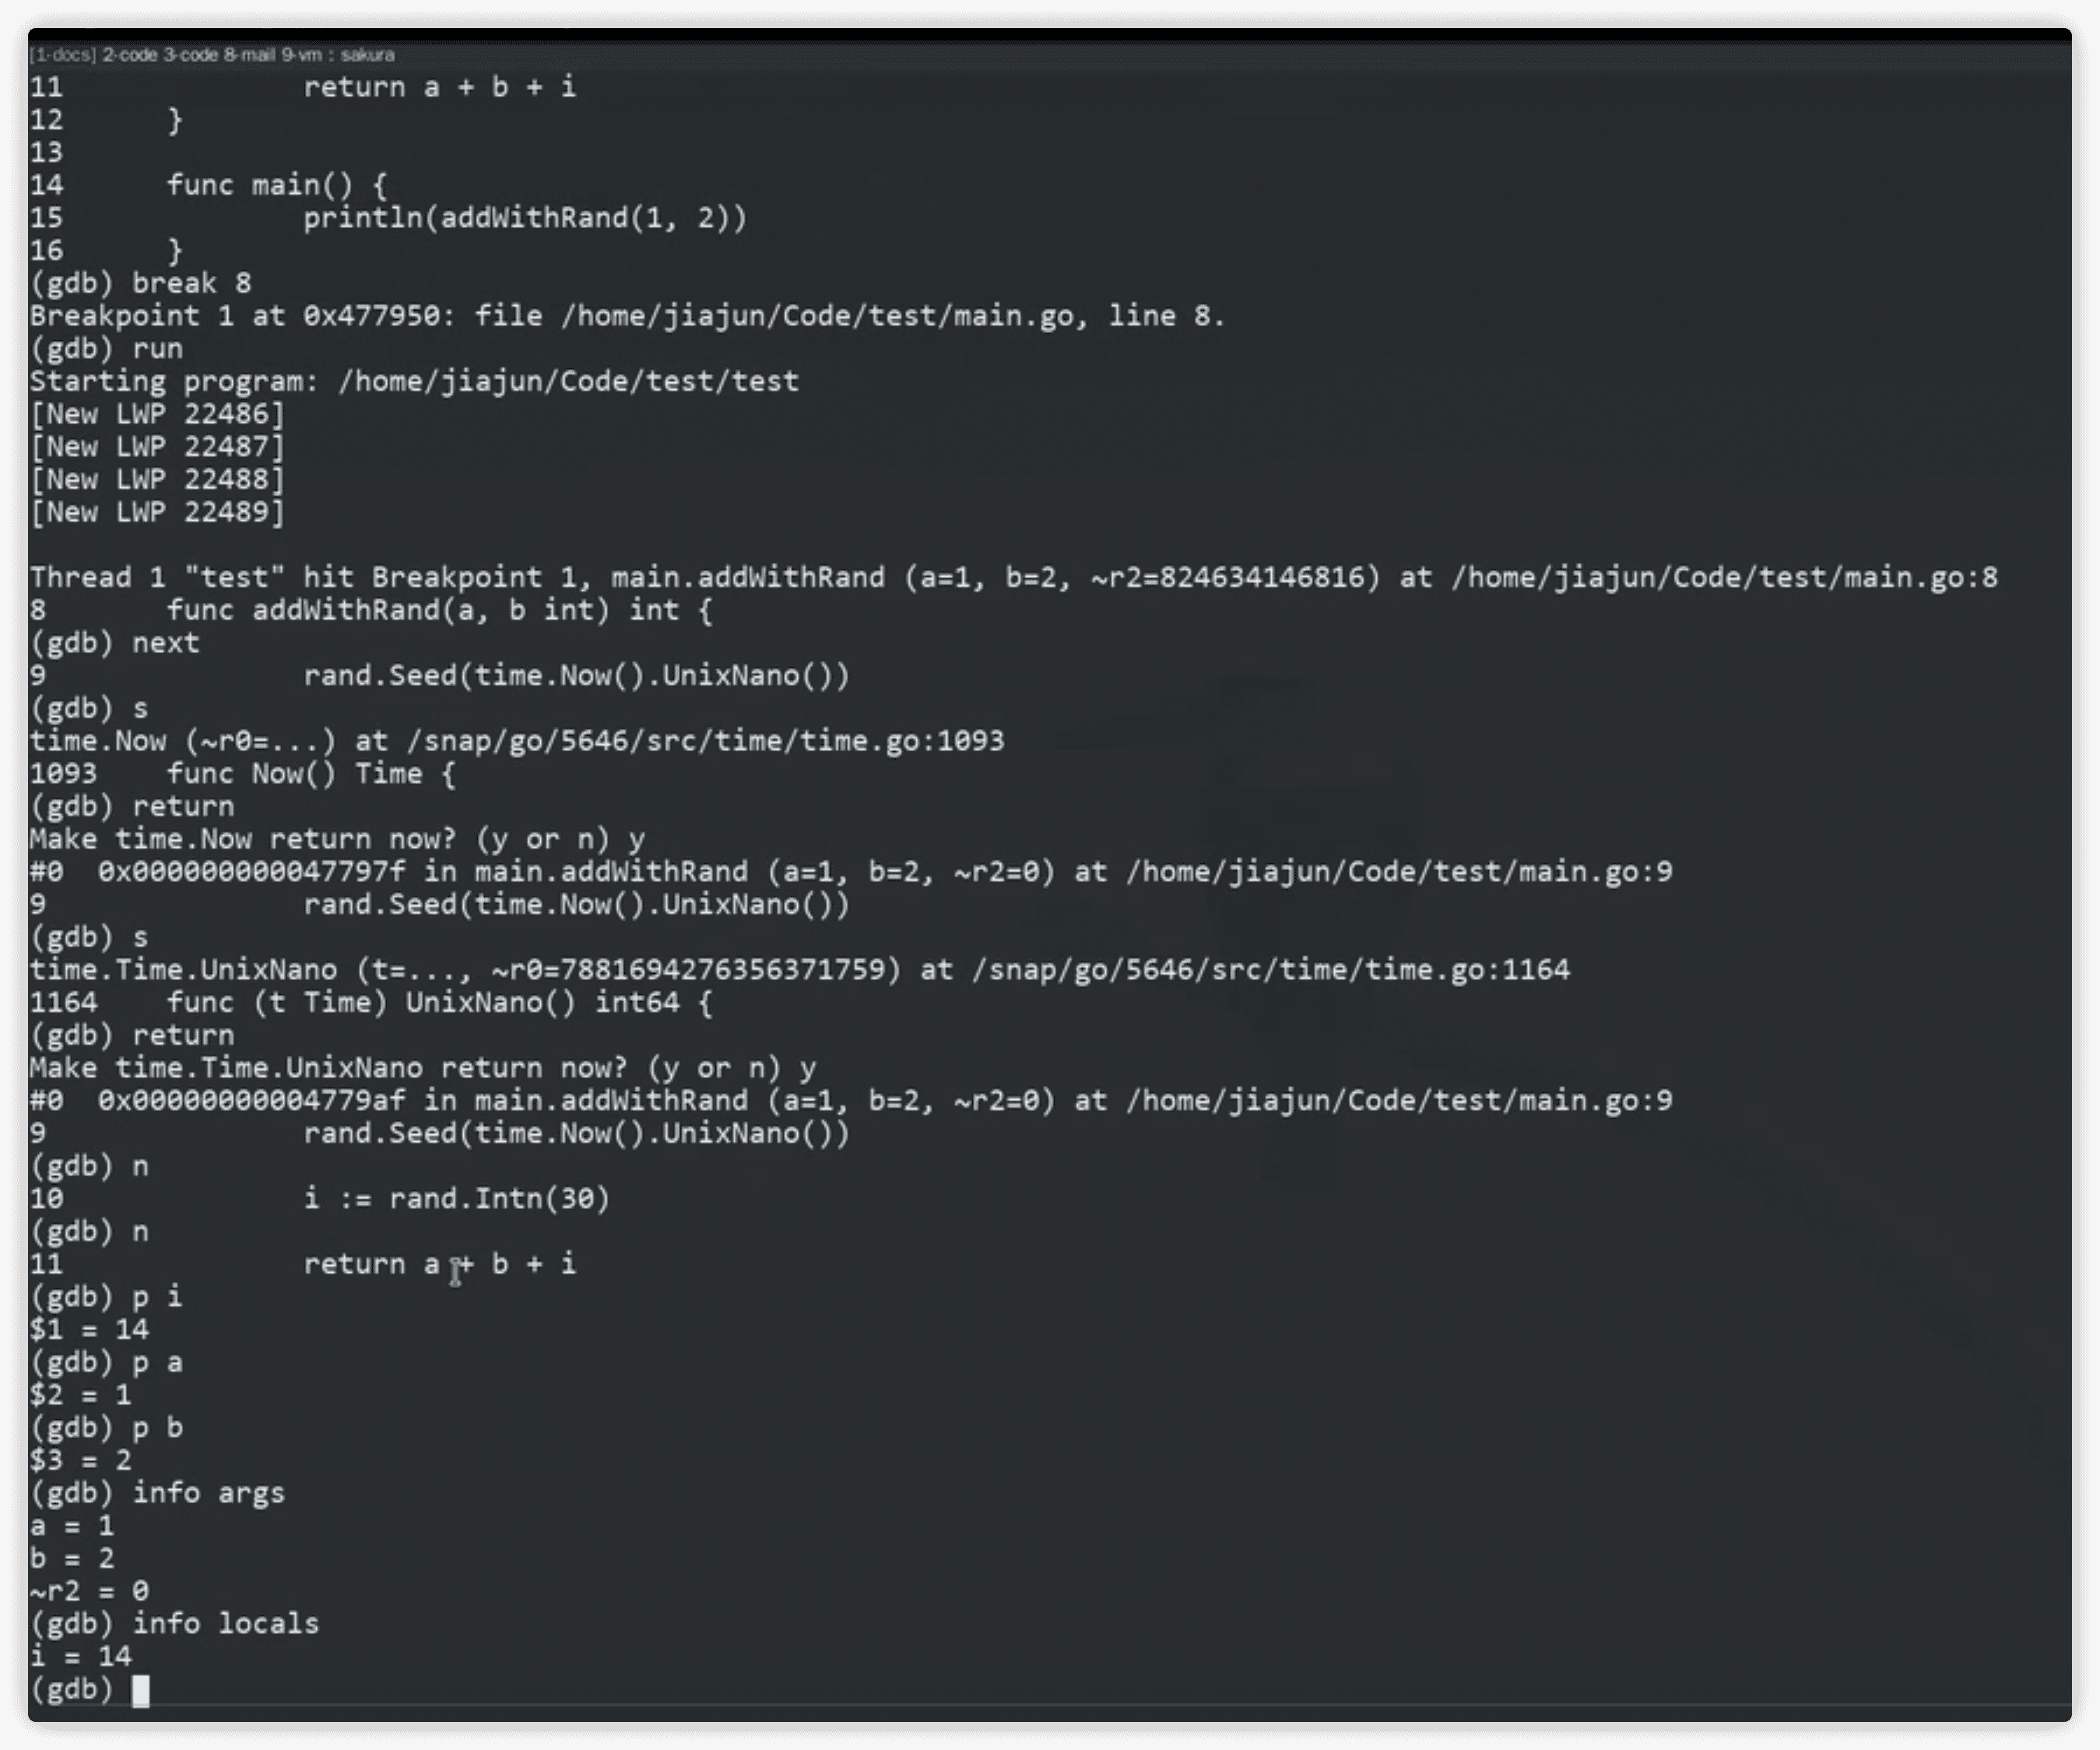 [1-docs] 2-code 3-code 8-mail 9-vm : sakura
11              return a + b + i
12      }
13
14      func main() {
15              println(addWithRand(1, 2))
16      }
(gdb) break 8
Breakpoint 1 at 0x477950: file /home/jiajun/Code/test/main.go, line 8.
(gdb) run
Starting program: /home/jiajun/Code/test/test
[New LWP 22486]
[New LWP 22487]
[New LWP 22488]
[New LWP 22489]

Thread 1 "test" hit Breakpoint 1, main.addWithRand (a=1, b=2, ~r2=824634146816) at /home/jiajun/Code/test/main.go:8
8       func addWithRand(a, b int) int {
(gdb) next
9               rand.Seed(time.Now().UnixNano())
(gdb) s
time.Now (~r0=...) at /snap/go/5646/src/time/time.go:1093
1093    func Now() Time {
(gdb) return
Make time.Now return now? (y or n) y
#0  0x000000000047797f in main.addWithRand (a=1, b=2, ~r2=0) at /home/jiajun/Code/test/main.go:9
9               rand.Seed(time.Now().UnixNano())
(gdb) s
time.Time.UnixNano (t=..., ~r0=7881694276356371759) at /snap/go/5646/src/time/time.go:1164
1164    func (t Time) UnixNano() int64 {
(gdb) return
Make time.Time.UnixNano return now? (y or n) y
#0  0x00000000004779af in main.addWithRand (a=1, b=2, ~r2=0) at /home/jiajun/Code/test/main.go:9
9               rand.Seed(time.Now().UnixNano())
(gdb) n
10              i := rand.Intn(30)
(gdb) n
11              return a + b + i
(gdb) p i
$1 = 14
(gdb) p a
$2 = 1
(gdb) p b
$3 = 2
(gdb) info args
a = 1
b = 2
~r2 = 0
(gdb) info locals
i = 14
(gdb)